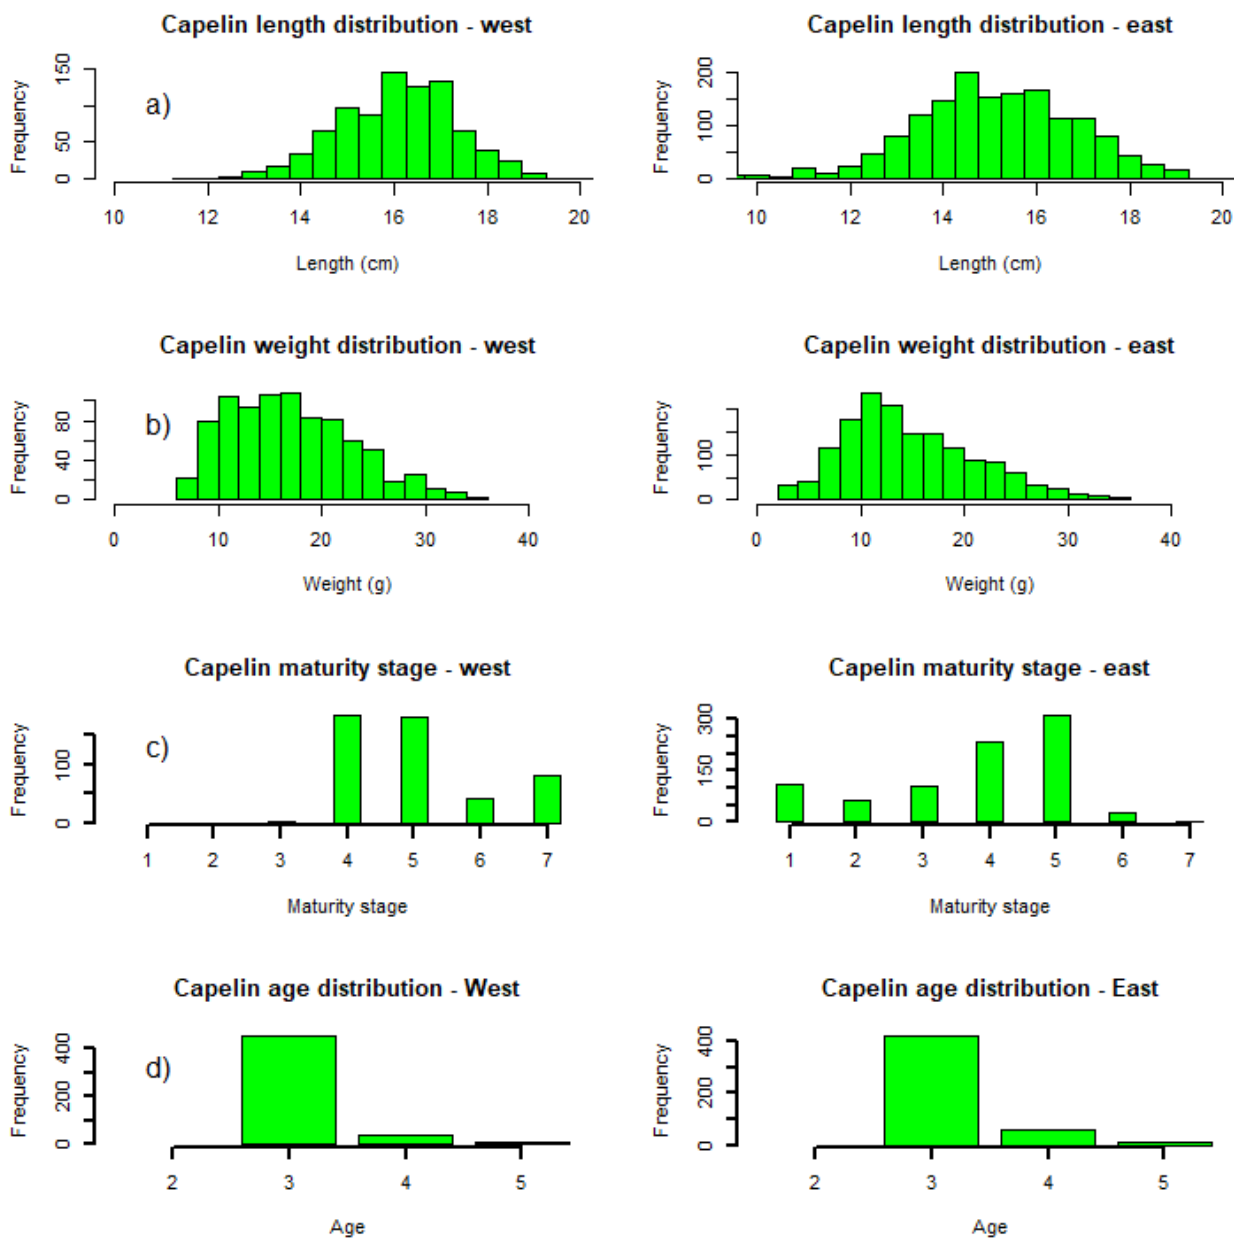 Capelin length distribution - west
Frequency
0 50 150
a)
10 12 14 16 18 20
Length (cm)
Capelin length distribution - east
Frequency
0 100 200
10 12 14 16 18 20
Length (cm)
Capelin weight distribution - west
Frequency
0 40 80
b)
0 10 20 30 40
Weight (g)
Capelin weight distribution - east
Frequency
0 100
0 10 20 30 40
Weight (g)
Capelin maturity stage - west
Frequency
0 100
c)
1 2 3 4 5 6 7
Maturity stage
Capelin maturity stage - east
Frequency
0 150 300
1 2 3 4 5 6 7
Maturity stage
Capelin age distribution - West
Frequency
0 200 400
d)
2 3 4 5
Age
Capelin age distribution - East
Frequency
0 200 400
2 3 4 5
Age